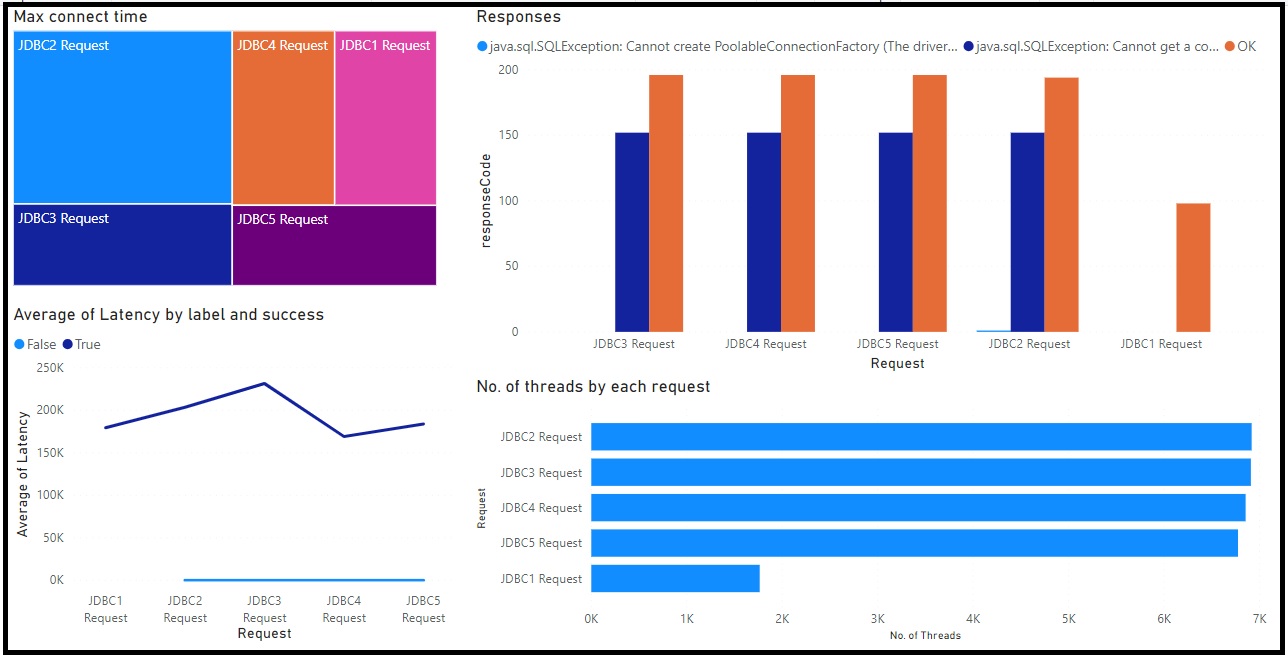 Max connect time
JDBC2 Request
JDBC4 Request
JDBC1 Request
JDBC3 Request
JDBC5 Request
Average of Latency by label and success
False True
Average of Latency
250K
200K
150K
100K
50K
0K
JDBC1 Request
JDBC2 Request
JDBC3 Request
JDBC4 Request
JDBC5 Request
Request
Responses
java.sql.SQLException: Cannot create PoolableConnectionFactory (The driver... java.sql.SQLException: Cannot get a co... OK
responseCode
200
150
100
50
0
JDBC3 Request
JDBC4 Request
JDBC5 Request
JDBC2 Request
JDBC1 Request
Request
No. of threads by each request
Request
JDBC2 Request
JDBC3 Request
JDBC4 Request
JDBC5 Request
JDBC1 Request
0K 1K 2K 3K 4K 5K 6K 7K
No. of Threads